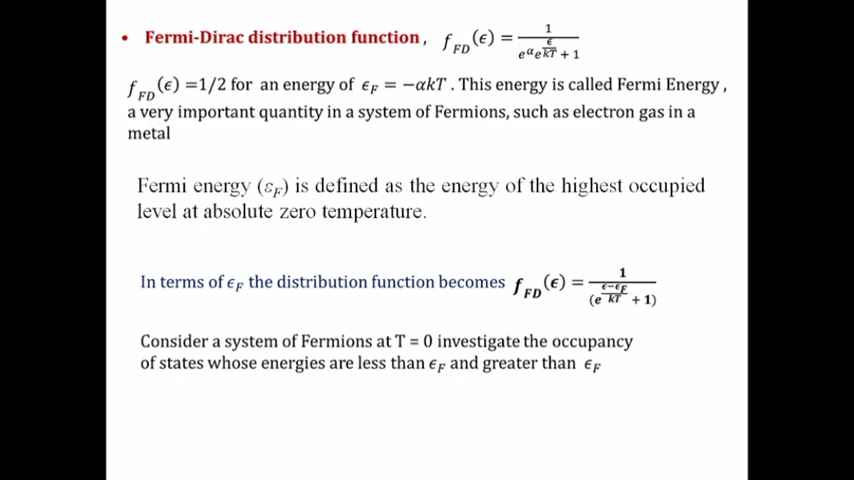 • Fermi-Dirac distribution function, f_FD(ϵ) = 1/(e^α e^(ϵ/kT) + 1)
f_FD(ϵ) =1/2 for an energy of ϵ_F = −αkT . This energy is called Fermi Energy ,
a very important quantity in a system of Fermions, such as electron gas in a
metal
Fermi energy (ε_F) is defined as the energy of the highest occupied
level at absolute zero temperature.
In terms of ϵ_F the distribution function becomes f_FD(ϵ) = 1/(e^((ϵ−ϵ_F)/kT) + 1)
Consider a system of Fermions at T = 0 investigate the occupancy
of states whose energies are less than ϵ_F and greater than ϵ_F